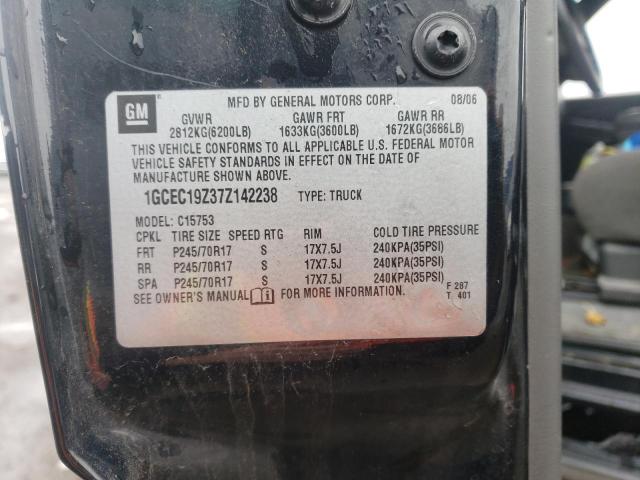 GM
MFD BY GENERAL MOTORS CORP. 08/06
GVWR GAWR FRT GAWR RR
2812KG(6200LB) 1633KG(3600LB) 1672KG(3686LB)
THIS VEHICLE CONFORMS TO ALL APPLICABLE U.S. FEDERAL MOTOR
VEHICLE SAFETY STANDARDS IN EFFECT ON THE DATE OF
MANUFACTURE SHOWN ABOVE.
1GCEC19Z37Z142238 TYPE: TRUCK
MODEL: C15753
CPKL TIRE SIZE SPEED RTG RIM COLD TIRE PRESSURE
FRT P245/70R17 S 17X7.5J 240KPA(35PSI)
RR P245/70R17 S 17X7.5J 240KPA(35PSI)
SPA P245/70R17 S 17X7.5J 240KPA(35PSI)
SEE OWNER'S MANUAL FOR MORE INFORMATION. F 287
T 401